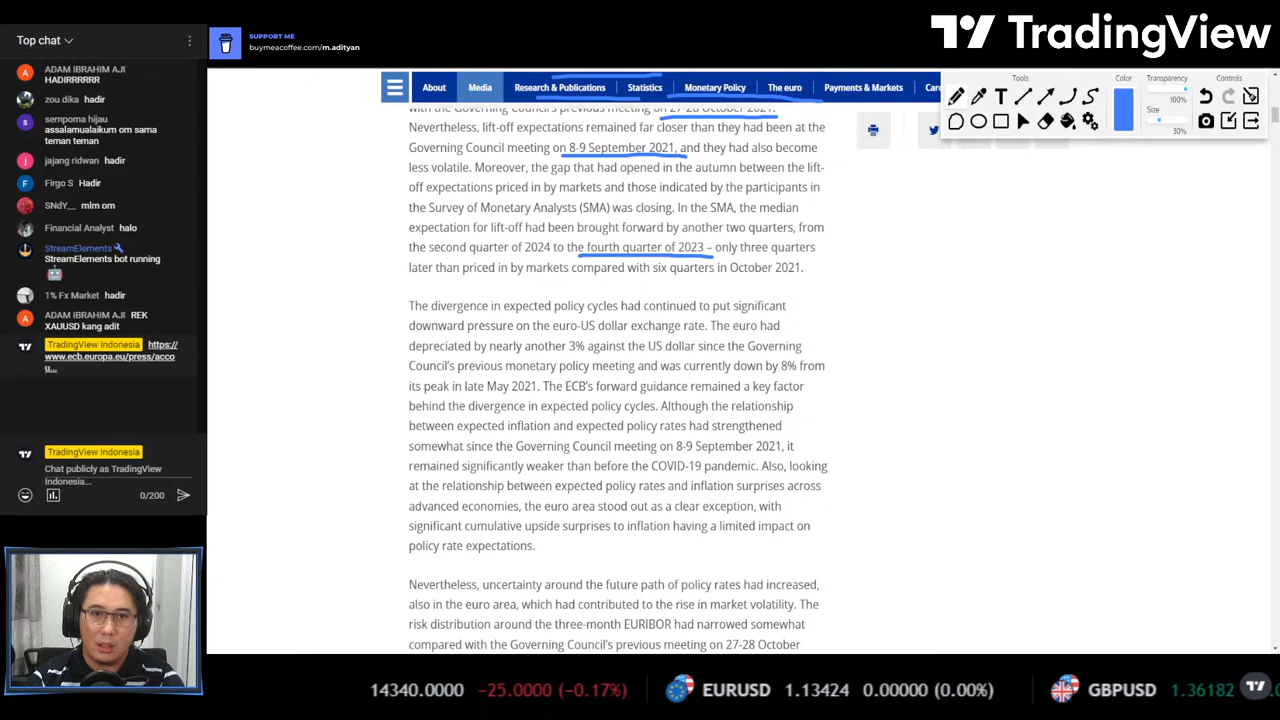 Top chat
ADAM IBRAHIM AJI
HADIRRRRRR
zou dika hadir
sempoma hijau
assalamualaikum om sama
teman teman
jajang ridwan hadir
Firgo S Hadir
SNdY__ mlm om
Financial Analyst halo
StreamElements
StreamElements bot running
1% Fx Market hadir
ADAM IBRAHIM AJI REK
XAUUSD kang adit
TradingView Indonesia https://
www.ecb.europa.eu/press/acco
u...
TradingView Indonesia
Chat publicly as TradingView
Indonesia...
0/200
SUPPORT ME
buymeacoffee.com/m.adityan
TradingView
About Media Research & Publications Statistics Monetary Policy The euro Payments & Markets
Tools Color Transparency Controls
100%
Size
30%
with the Governing Council's previous meeting on 27-28 October 2021.
Nevertheless, lift-off expectations remained far closer than they had been at the
Governing Council meeting on 8-9 September 2021, and they had also become
less volatile. Moreover, the gap that had opened in the autumn between the lift-
off expectations priced in by markets and those indicated by the participants in
the Survey of Monetary Analysts (SMA) was closing. In the SMA, the median
expectation for lift-off had been brought forward by another two quarters, from
the second quarter of 2024 to the fourth quarter of 2023 – only three quarters
later than priced in by markets compared with six quarters in October 2021.
The divergence in expected policy cycles had continued to put significant
downward pressure on the euro-US dollar exchange rate. The euro had
depreciated by nearly another 3% against the US dollar since the Governing
Council's previous monetary policy meeting and was currently down by 8% from
its peak in late May 2021. The ECB's forward guidance remained a key factor
behind the divergence in expected policy cycles. Although the relationship
between expected inflation and expected policy rates had strengthened
somewhat since the Governing Council meeting on 8-9 September 2021, it
remained significantly weaker than before the COVID-19 pandemic. Also, looking
at the relationship between expected policy rates and inflation surprises across
advanced economies, the euro area stood out as a clear exception, with
significant cumulative upside surprises to inflation having a limited impact on
policy rate expectations.
Nevertheless, uncertainty around the future path of policy rates had increased,
also in the euro area, which had contributed to the rise in market volatility. The
risk distribution around the three-month EURIBOR had narrowed somewhat
compared with the Governing Council's previous meeting on 27-28 October
14340.0000 −25.0000 (−0.17%) EURUSD 1.13424 0.00000 (0.00%) GBPUSD 1.36182